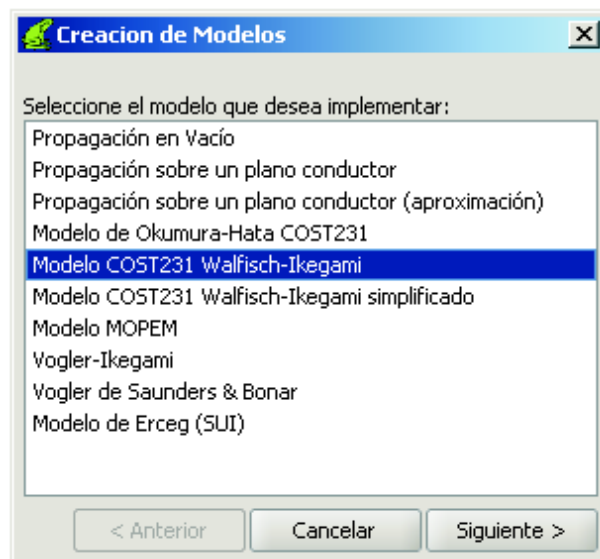 Creacion de Modelos
Seleccione el modelo que desea implementar:
Propagación en Vacío
Propagación sobre un plano conductor
Propagación sobre un plano conductor (aproximación)
Modelo de Okumura-Hata COST231
Modelo COST231 Walfisch-Ikegami
Modelo COST231 Walfisch-Ikegami simplificado
Modelo MOPEM
Vogler-Ikegami
Vogler de Saunders & Bonar
Modelo de Erceg (SUI)
< Anterior Cancelar Siguiente >